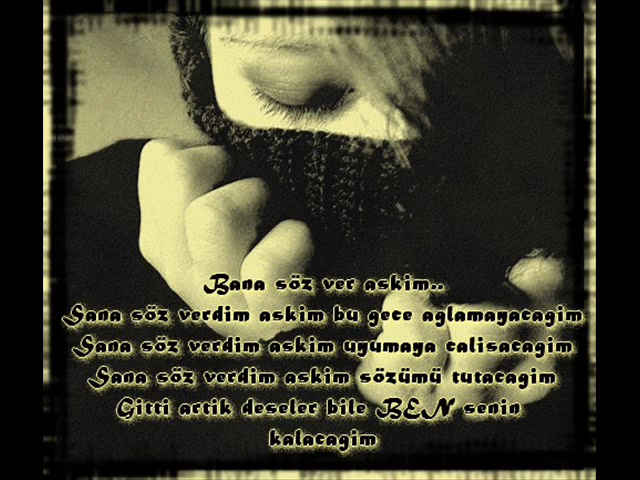 Bana söz ver askim..
Sana söz verdim askim bu gece aglamayacagim
Sana söz verdim askim uyumaya calisacagim
Sana söz verdim askim sözümü tutacagim
Gitti artik deseler bile BEN senin
kalacagim